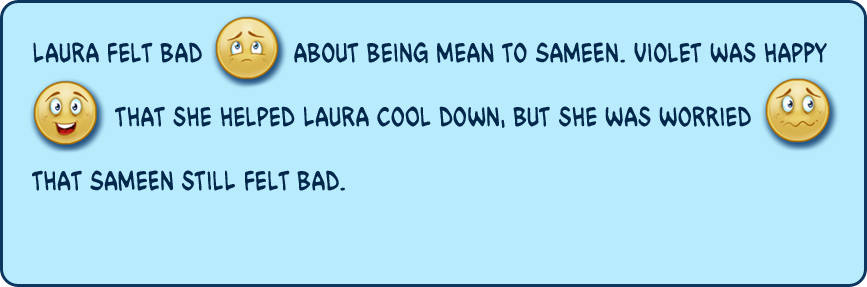 LAURA FELT BAD ABOUT BEING MEAN TO SAMEEN. VIOLET WAS HAPPY
THAT SHE HELPED LAURA COOL DOWN, BUT SHE WAS WORRIED
THAT SAMEEN STILL FELT BAD.